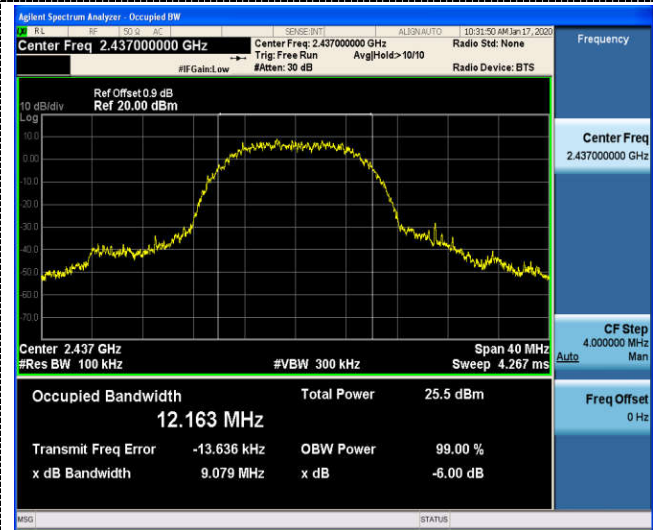 Agilent Spectrum Analyzer - Occupied BW
RL RF 50 Ω AC SENSE:INT ALIGN AUTO 10:31:50 AM Jan 17, 2020
Center Freq 2.437000000 GHz
Center Freq: 2.437000000 GHz
Radio Std: None
Trig: Free Run
Avg|Hold:> 10/10
#IFGain:Low
#Atten: 30 dB
Radio Device: BTS
Ref Offset 0.9 dB
10 dB/div
Ref 20.00 dBm
Log
10.0
0.00
-10.0
-20.0
-30.0
-40.0
-50.0
-60.0
-70.0
Center 2.437 GHz
Span 40 MHz
#Res BW 100 kHz
#VBW 300 kHz
Sweep 4.267 ms
Occupied Bandwidth
Total Power
25.5 dBm
12.163 MHz
Transmit Freq Error
-13.636 kHz
OBW Power
99.00 %
x dB Bandwidth
9.079 MHz
x dB
-6.00 dB
MSG
STATUS
Frequency
Center Freq
2.437000000 GHz
CF Step
4.000000 MHz
Auto Man
Freq Offset
0 Hz